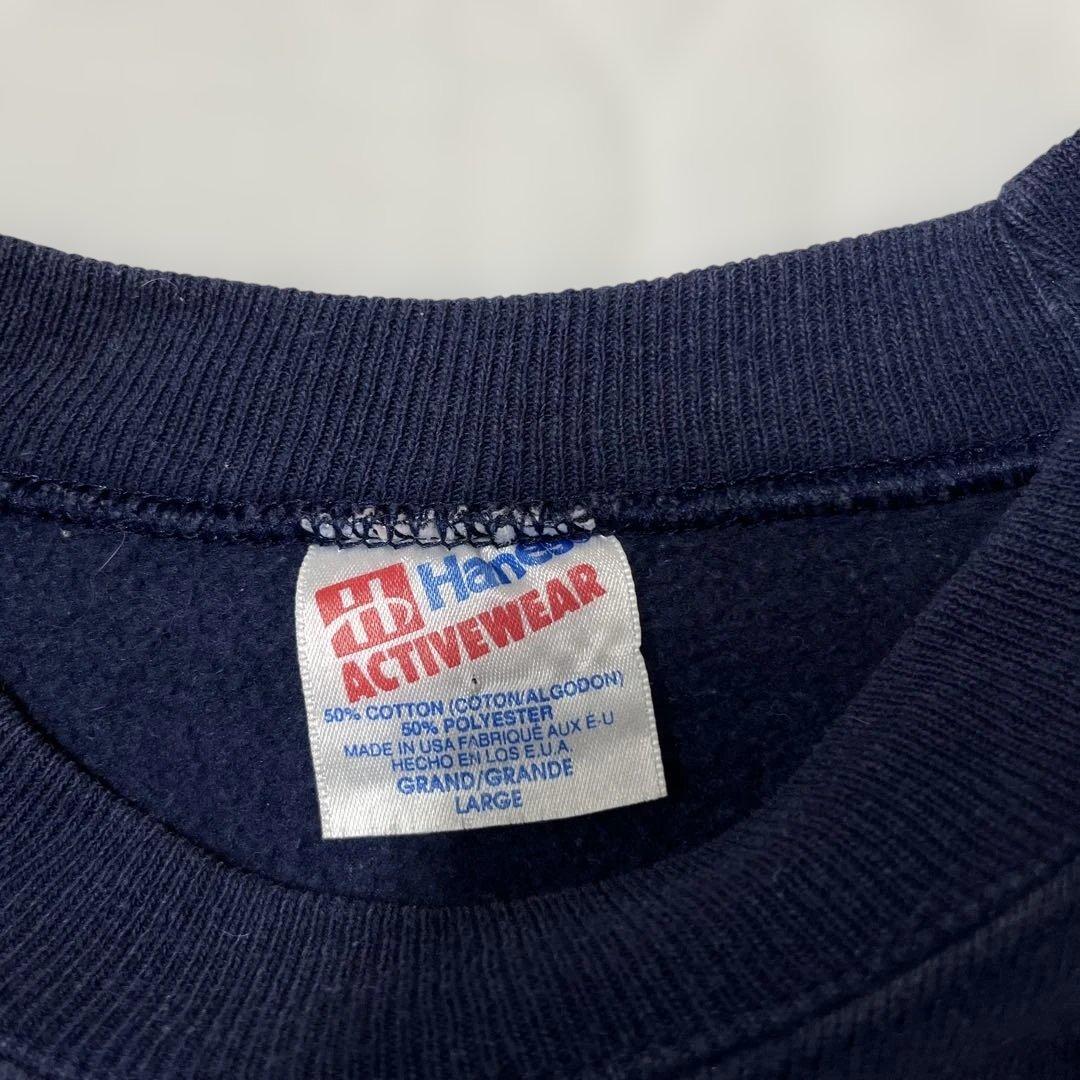 Hanes
ACTIVEWEAR
50% COTTON (COTON/ALGODON)
50% POLYESTER
MADE IN USA FABRIQUE AUX E-U
HECHO EN LOS E.U.A.
GRAND/GRANDE
LARGE